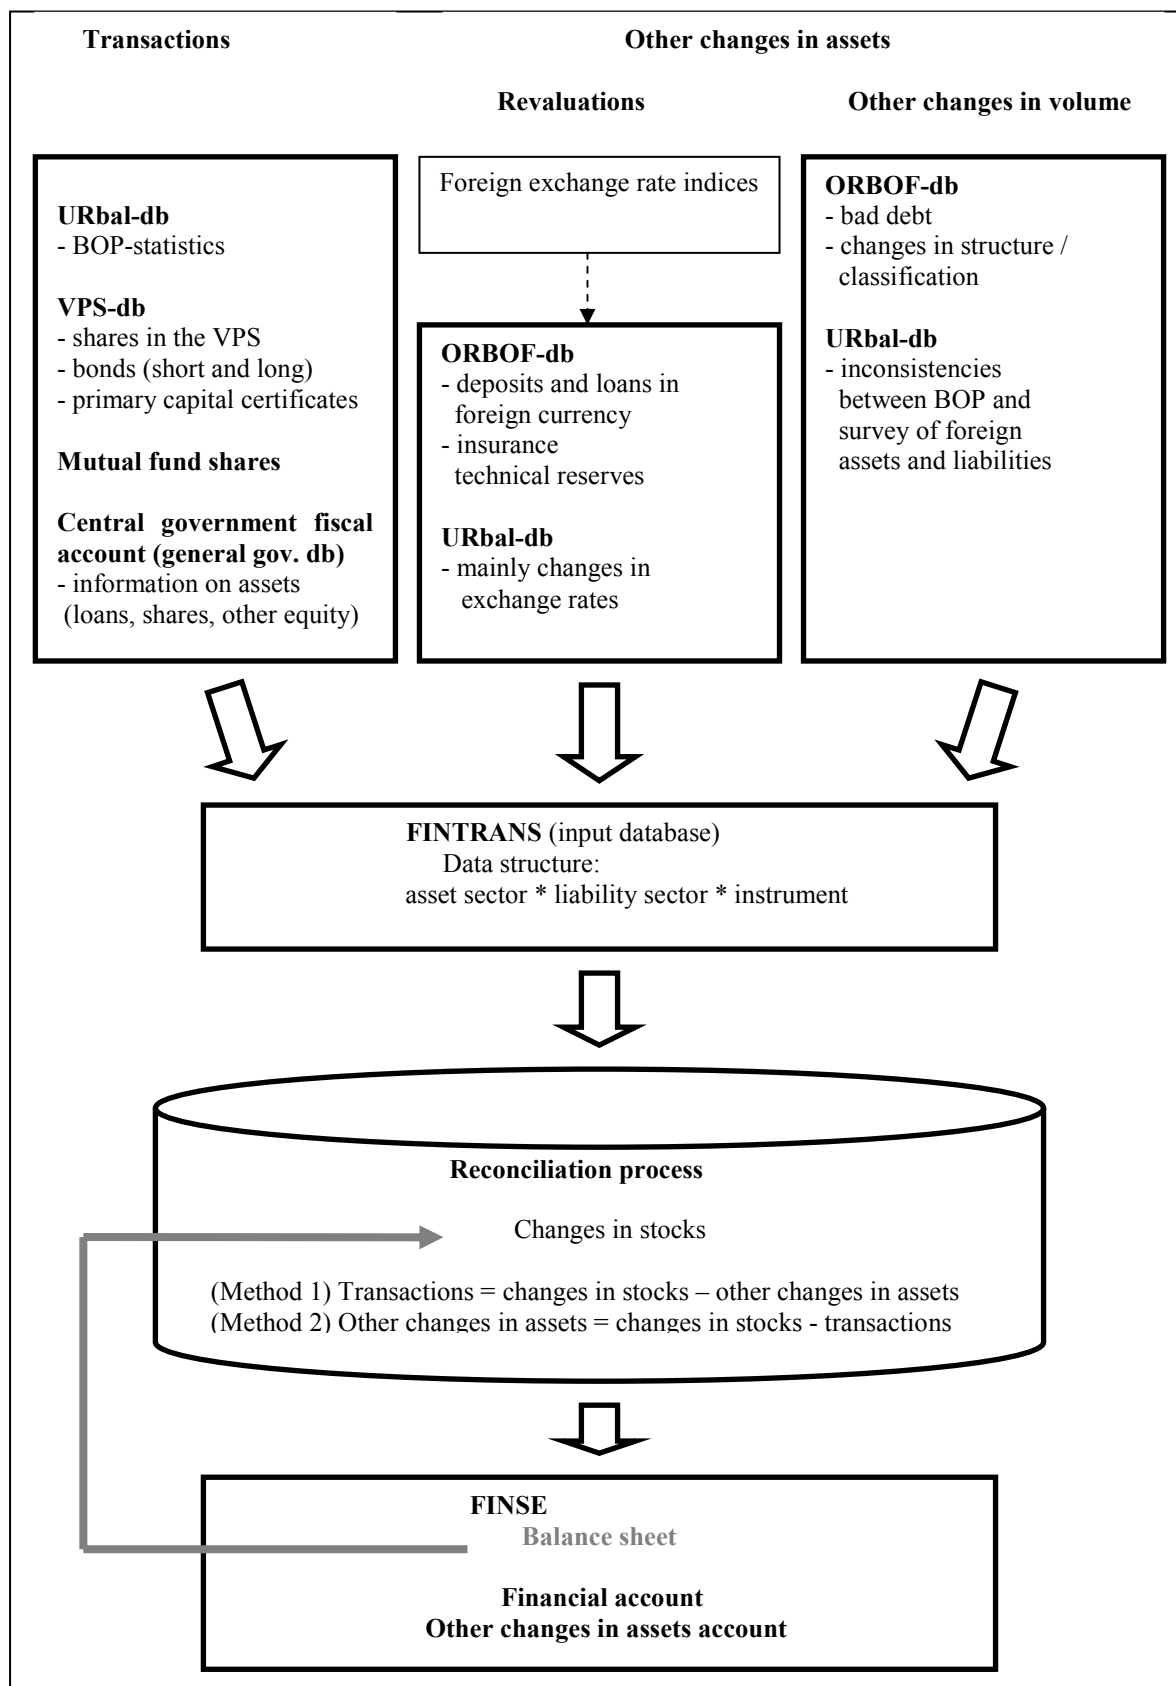 Transactions
Other changes in assets
Revaluations
Other changes in volume
URbal-db
- BOP-statistics
VPS-db
- shares in the VPS
- bonds (short and long)
- primary capital certificates
Mutual fund shares
Central government fiscal
account (general gov. db)
- information on assets
(loans, shares, other equity)
Foreign exchange rate indices
ORBOF-db
- deposits and loans in
foreign currency
- insurance
technical reserves
URbal-db
- mainly changes in
exchange rates
ORBOF-db
- bad debt
- changes in structure /
classification
URbal-db
- inconsistencies
between BOP and
survey of foreign
assets and liabilities
FINTRANS (input database)
Data structure:
asset sector * liability sector * instrument
Reconciliation process
Changes in stocks
(Method 1) Transactions = changes in stocks – other changes in assets
(Method 2) Other changes in assets = changes in stocks - transactions
FINSE
Balance sheet
Financial account
Other changes in assets account